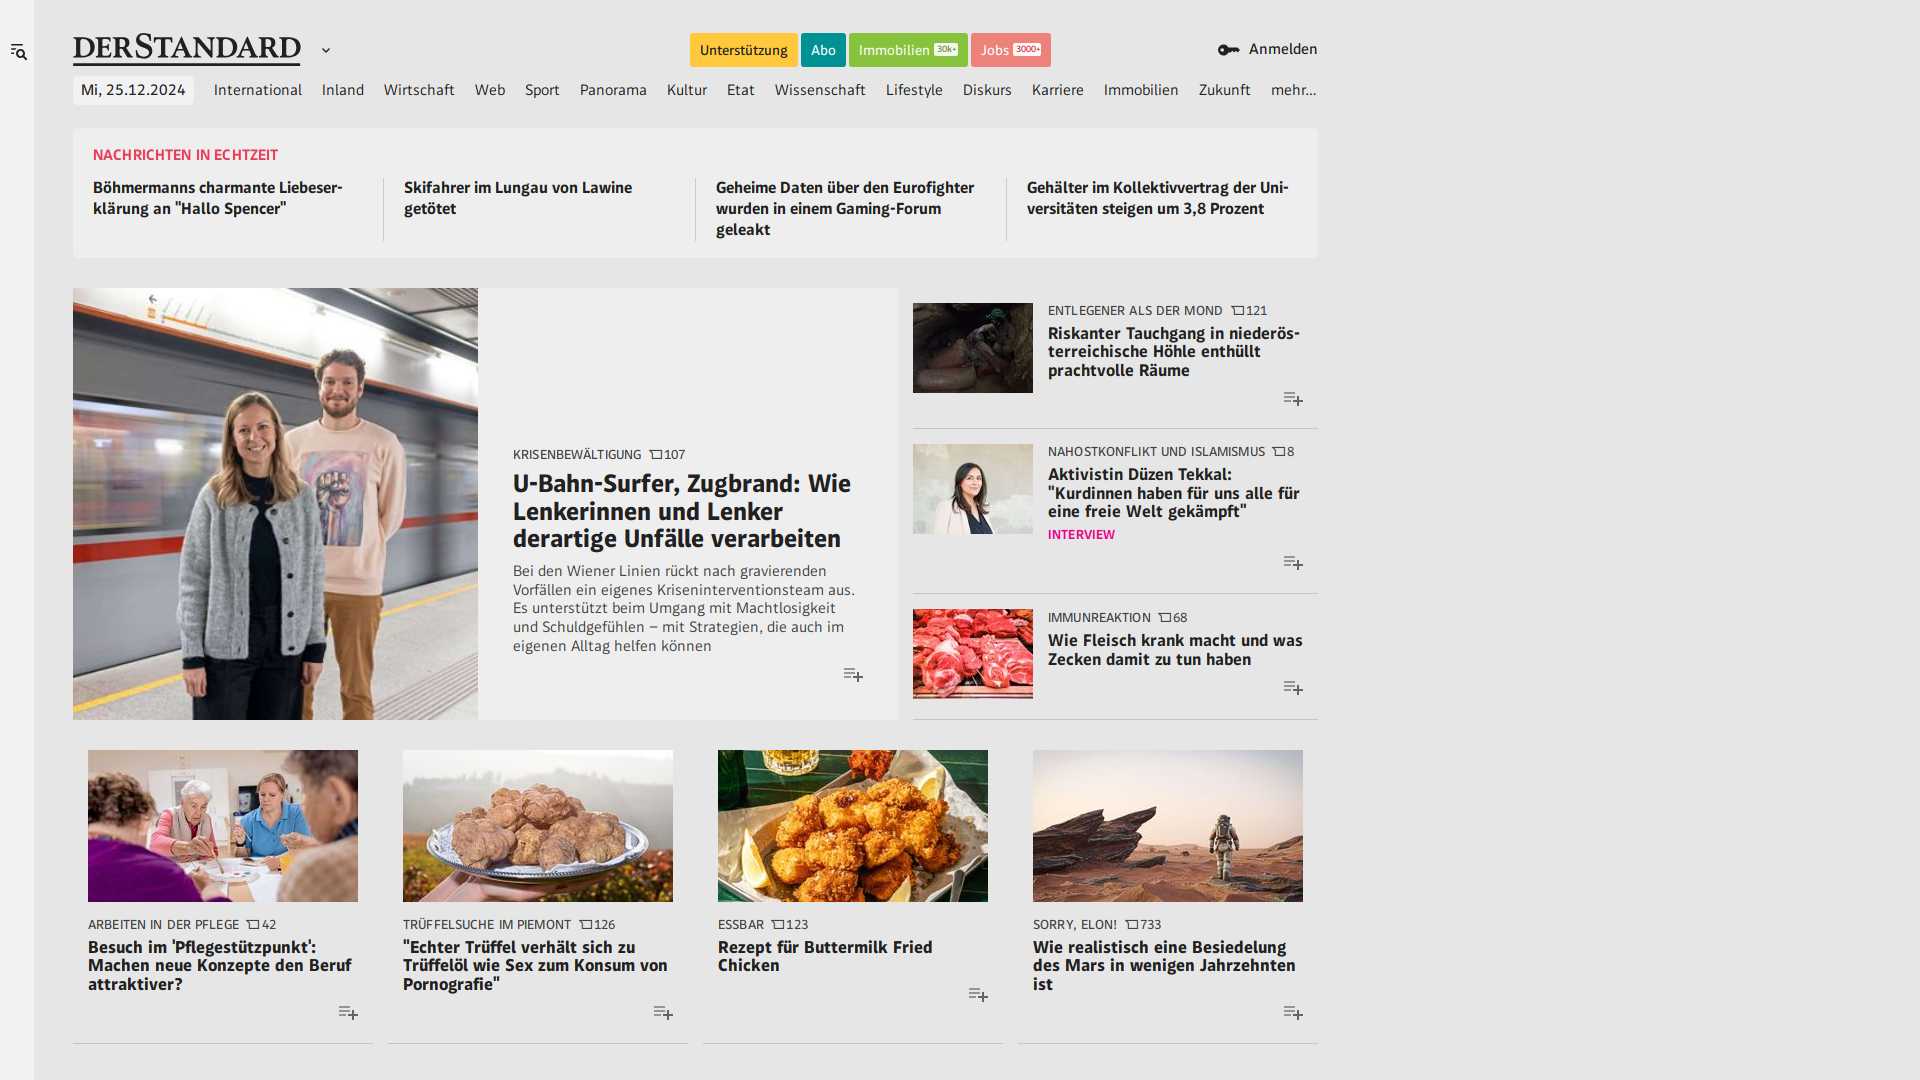 DERSTANDARD
Unterstützung
Abo
Immobilien 30k+
Jobs 3000+
Anmelden
Mi, 25.12.2024
International
Inland
Wirtschaft
Web
Sport
Panorama
Kultur
Etat
Wissenschaft
Lifestyle
Diskurs
Karriere
Immobilien
Zukunft
mehr...
NACHRICHTEN IN ECHTZEIT
Böhmermanns charmante Liebeser-
klärung an "Hallo Spencer"
Skifahrer im Lungau von Lawine
getötet
Geheime Daten über den Eurofighter
wurden in einem Gaming-Forum
geleakt
Gehälter im Kollektivvertrag der Uni-
versitäten steigen um 3,8 Prozent
KRISENBEWÄLTIGUNG 107
U-Bahn-Surfer, Zugbrand: Wie
Lenkerinnen und Lenker
derartige Unfälle verarbeiten
Bei den Wiener Linien rückt nach gravierenden
Vorfällen ein eigenes Kriseninterventionsteam aus.
Es unterstützt beim Umgang mit Machtlosigkeit
und Schuldgefühlen – mit Strategien, die auch im
eigenen Alltag helfen können
ENTLEGENER ALS DER MOND 121
Riskanter Tauchgang in niederös-
terreichische Höhle enthüllt
prachtvolle Räume
NAHOSTKONFLIKT UND ISLAMISMUS 8
Aktivistin Düzen Tekkal:
"Kurdinnen haben für uns alle für
eine freie Welt gekämpft"
INTERVIEW
IMMUNREAKTION 68
Wie Fleisch krank macht und was
Zecken damit zu tun haben
ARBEITEN IN DER PFLEGE 42
Besuch im 'Pflegestützpunkt':
Machen neue Konzepte den Beruf
attraktiver?
TRÜFFELSUCHE IM PIEMONT 126
"Echter Trüffel verhält sich zu
Trüffelöl wie Sex zum Konsum von
Pornografie"
ESSBAR 123
Rezept für Buttermilk Fried
Chicken
SORRY, ELON! 733
Wie realistisch eine Besiedelung
des Mars in wenigen Jahrzehnten
ist